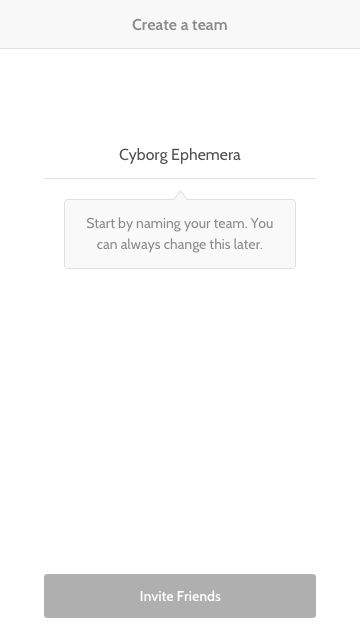 Create a team
Cyborg Ephemera
Start by naming your team. You
can always change this later.
Invite Friends